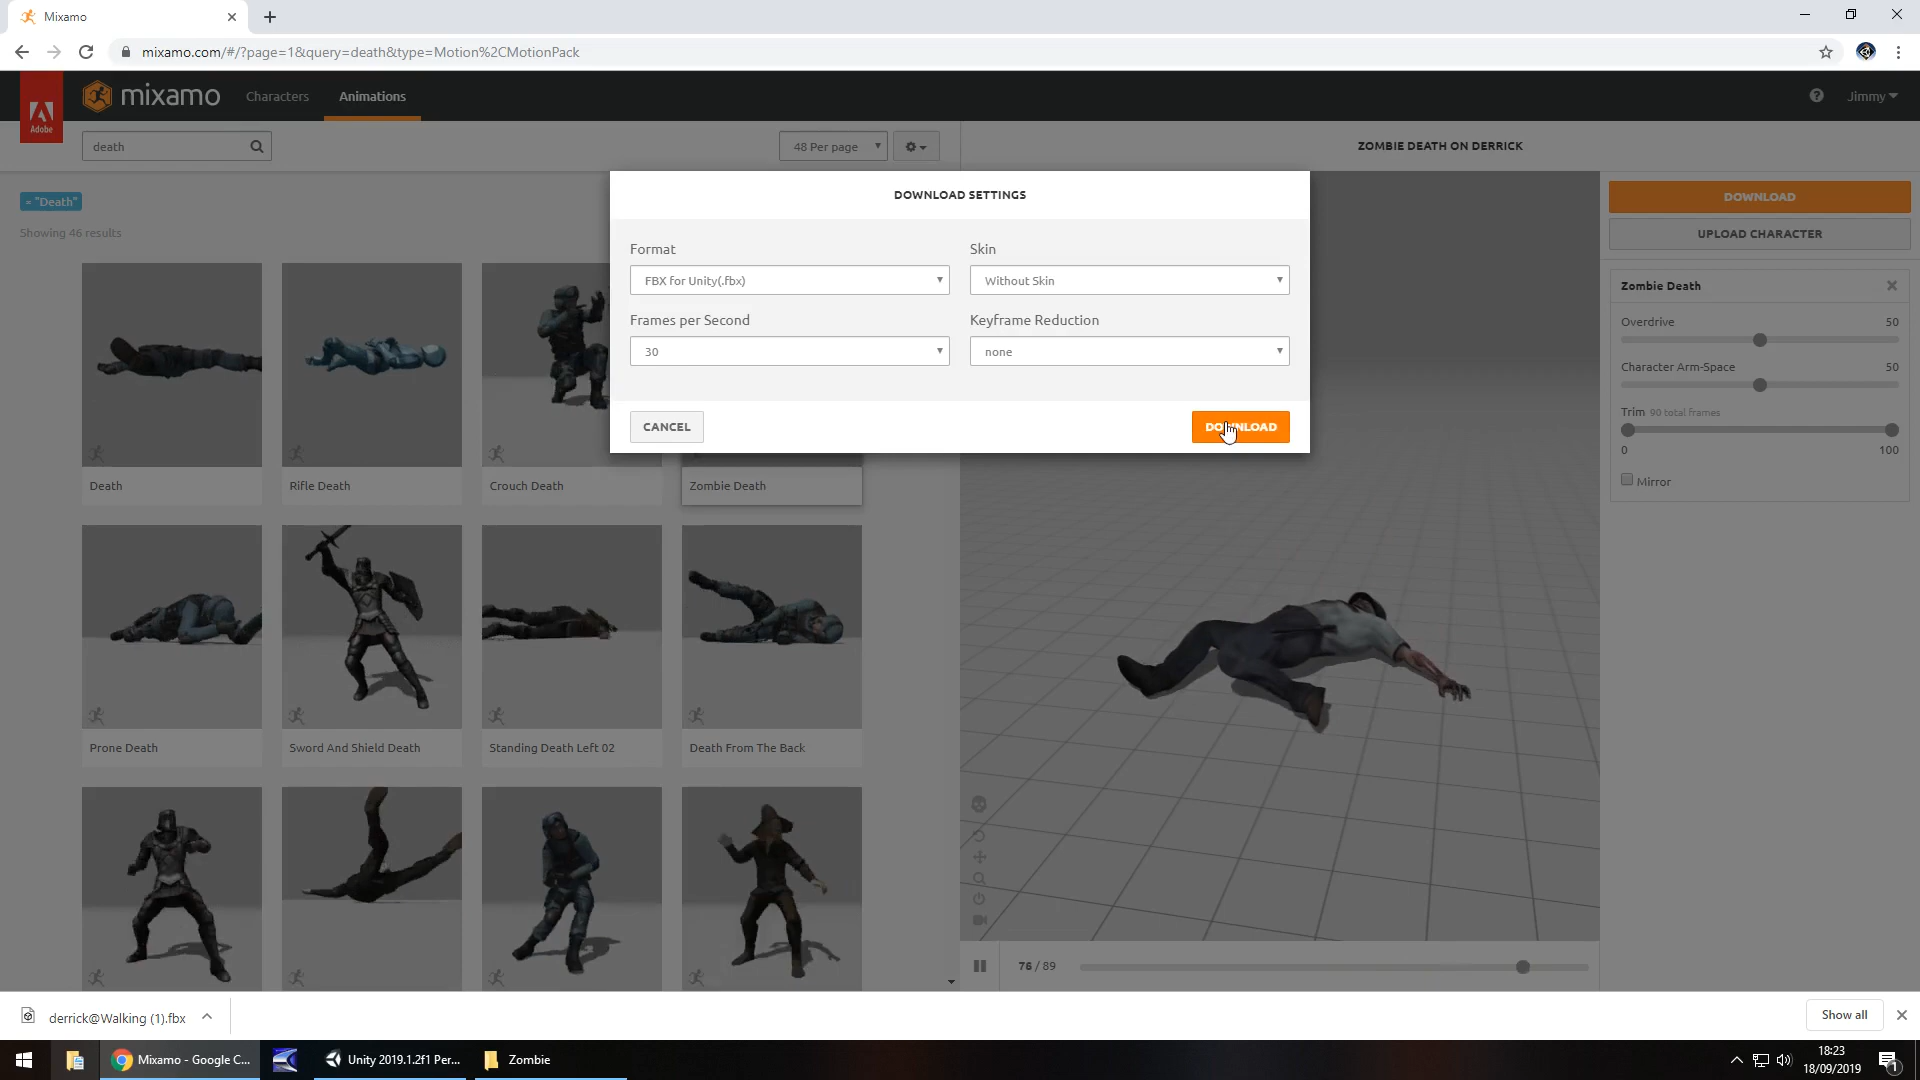 Mixamo
mixamo.com/#/?page=1&query=death&type=Motion%2CMotionPack
Adobe
mixamo
Characters
Animations
Jimmy
death
48 Per page
ZOMBIE DEATH ON DERRICK
= "Death"
Showing 46 results
DOWNLOAD SETTINGS
Format
Skin
FBX for Unity(.fbx)
Without Skin
Frames per Second
Keyframe Reduction
30
none
CANCEL
DOWNLOAD
DOWNLOAD
UPLOAD CHARACTER
Zombie Death
Overdrive 50
Character Arm-Space 50
Trim 90 total frames
0 100
Mirror
Death
Rifle Death
Crouch Death
Zombie Death
Prone Death
Sword And Shield Death
Standing Death Left 02
Death From The Back
76 / 89
derrick@Walking (1).fbx
Show all
Mixamo - Google C...
Unity 2019.1.2f1 Per...
Zombie
18:23
18/09/2019
1